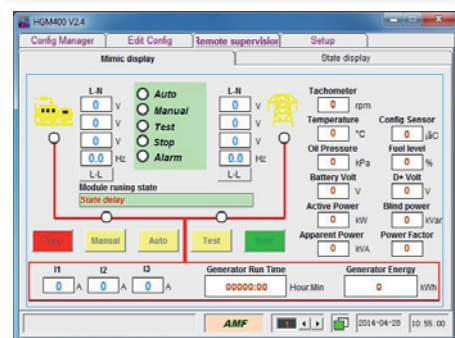 HGM400 V2.4
Config Manager Edit Config Remote supervision Setup
Mimic display State display
L-N
0 V
0 V
0 V
0.0 Hz
L-L
Auto
Manual
Test
Stop
Alarm
L-N
0 V
0 V
0 V
0.0 Hz
L-L
Module runing state
State delay
Manual Auto Test
Tachometer
0 rpm
Temperature Config Sensor
0 °C 0
Oil Pressure Fuel level
0 kPa 0 %
Battery Volt D+ Volt
0 V 0 V
Active Power Blind power
0 kW 0 kVar
Apparent Power Power Factor
0 kVA 0
I1 I2 I3 Generator Run Time Generator Energy
0 A 0 A 0 A 00000:00 Hour:Min 0 kWh
AMF 1 2014-04-28 10:55:00